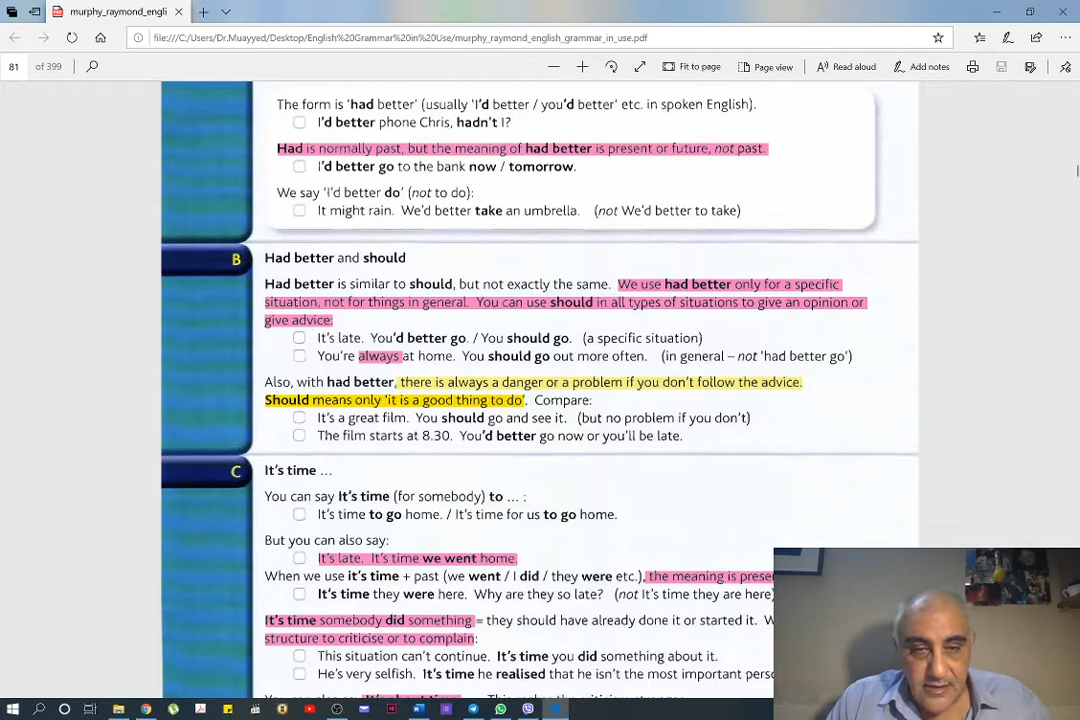 murphy_raymond_engli
file:///C:/Users/Dr.Muayyed/Desktop/English%20Grammar%20in%20Use/murphy_raymond_english_grammar_in_use.pdf
81 of 399
Fit to page
Page view
Read aloud
Add notes
The form is 'had better' (usually 'I'd better / you'd better' etc. in spoken English).
I'd better phone Chris, hadn't I?
Had is normally past, but the meaning of had better is present or future, not past.
I'd better go to the bank now / tomorrow.
We say 'I'd better do' (not to do):
It might rain. We'd better take an umbrella. (not We'd better to take)
B
Had better and should
Had better is similar to should, but not exactly the same. We use had better only for a specific
situation, not for things in general. You can use should in all types of situations to give an opinion or
give advice:
It's late. You'd better go. / You should go. (a specific situation)
You're always at home. You should go out more often. (in general – not 'had better go')
Also, with had better, there is always a danger or a problem if you don't follow the advice.
Should means only 'it is a good thing to do'. Compare:
It's a great film. You should go and see it. (but no problem if you don't)
The film starts at 8.30. You'd better go now or you'll be late.
C
It's time ...
You can say It's time (for somebody) to ... :
It's time to go home. / It's time for us to go home.
But you can also say:
It's late. It's time we went home.
When we use it's time + past (we went / I did / they were etc.), the meaning is prese
It's time they were here. Why are they so late? (not It's time they are here)
It's time somebody did something = they should have already done it or started it. W
structure to criticise or to complain:
This situation can't continue. It's time you did something about it.
He's very selfish. It's time he realised that he isn't the most important pers